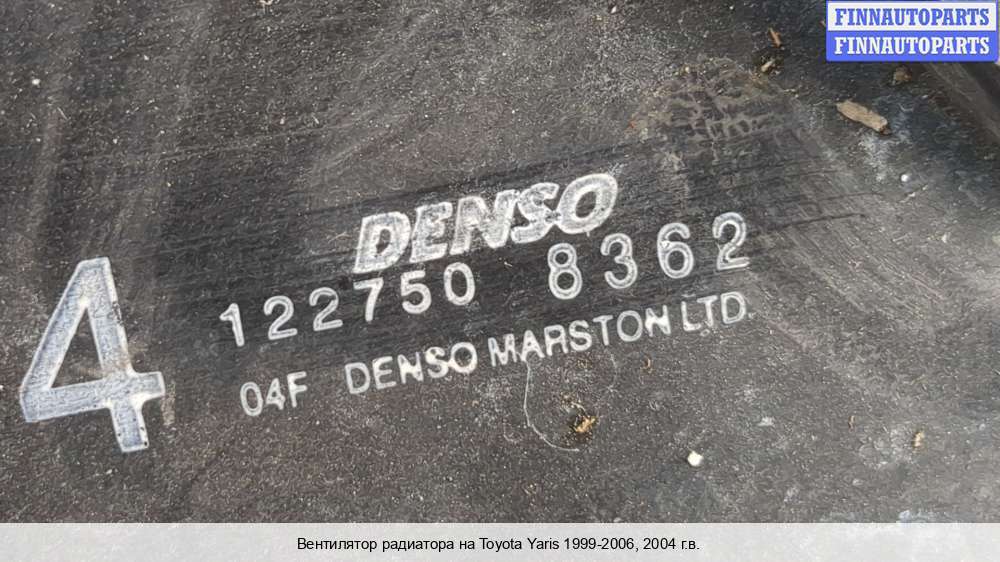 FINNAUTOPARTS
FINNAUTOPARTS
DENSO
4
122750 8362
04F DENSO MARSTON LTD.
Вентилятор радиатора на Toyota Yaris 1999-2006, 2004 г.в.